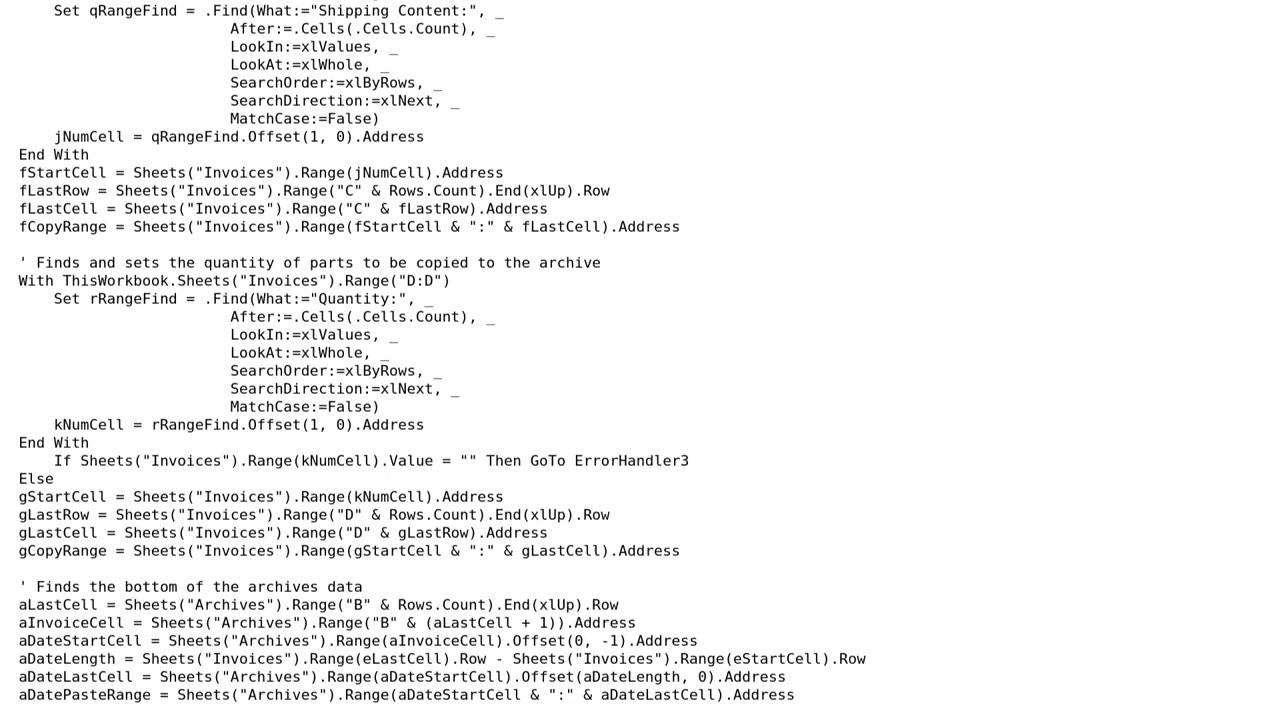 Set qRangeFind = .Find(What:="Shipping Content:", _
                        After:=.Cells(.Cells.Count), _
                        LookIn:=xlValues, _
                        LookAt:=xlWhole, _
                        SearchOrder:=xlByRows, _
                        SearchDirection:=xlNext, _
                        MatchCase:=False)
    jNumCell = qRangeFind.Offset(1, 0).Address
End With
fStartCell = Sheets("Invoices").Range(jNumCell).Address
fLastRow = Sheets("Invoices").Range("C" & Rows.Count).End(xlUp).Row
fLastCell = Sheets("Invoices").Range("C" & fLastRow).Address
fCopyRange = Sheets("Invoices").Range(fStartCell & ":" & fLastCell).Address

' Finds and sets the quantity of parts to be copied to the archive
With ThisWorkbook.Sheets("Invoices").Range("D:D")
    Set rRangeFind = .Find(What:="Quantity:", _
                        After:=.Cells(.Cells.Count), _
                        LookIn:=xlValues, _
                        LookAt:=xlWhole, _
                        SearchOrder:=xlByRows, _
                        SearchDirection:=xlNext, _
                        MatchCase:=False)
    kNumCell = rRangeFind.Offset(1, 0).Address
End With
    If Sheets("Invoices").Range(kNumCell).Value = "" Then GoTo ErrorHandler3
Else
gStartCell = Sheets("Invoices").Range(kNumCell).Address
gLastRow = Sheets("Invoices").Range("D" & Rows.Count).End(xlUp).Row
gLastCell = Sheets("Invoices").Range("D" & gLastRow).Address
gCopyRange = Sheets("Invoices").Range(gStartCell & ":" & gLastCell).Address

' Finds the bottom of the archives data
aLastCell = Sheets("Archives").Range("B" & Rows.Count).End(xlUp).Row
aInvoiceCell = Sheets("Archives").Range("B" & (aLastCell + 1)).Address
aDateStartCell = Sheets("Archives").Range(aInvoiceCell).Offset(0, -1).Address
aDateLength = Sheets("Invoices").Range(eLastCell).Row - Sheets("Invoices").Range(eStartCell).Row
aDateLastCell = Sheets("Archives").Range(aDateStartCell).Offset(aDateLength, 0).Address
aDatePasteRange = Sheets("Archives").Range(aDateStartCell & ":" & aDateLastCell).Address